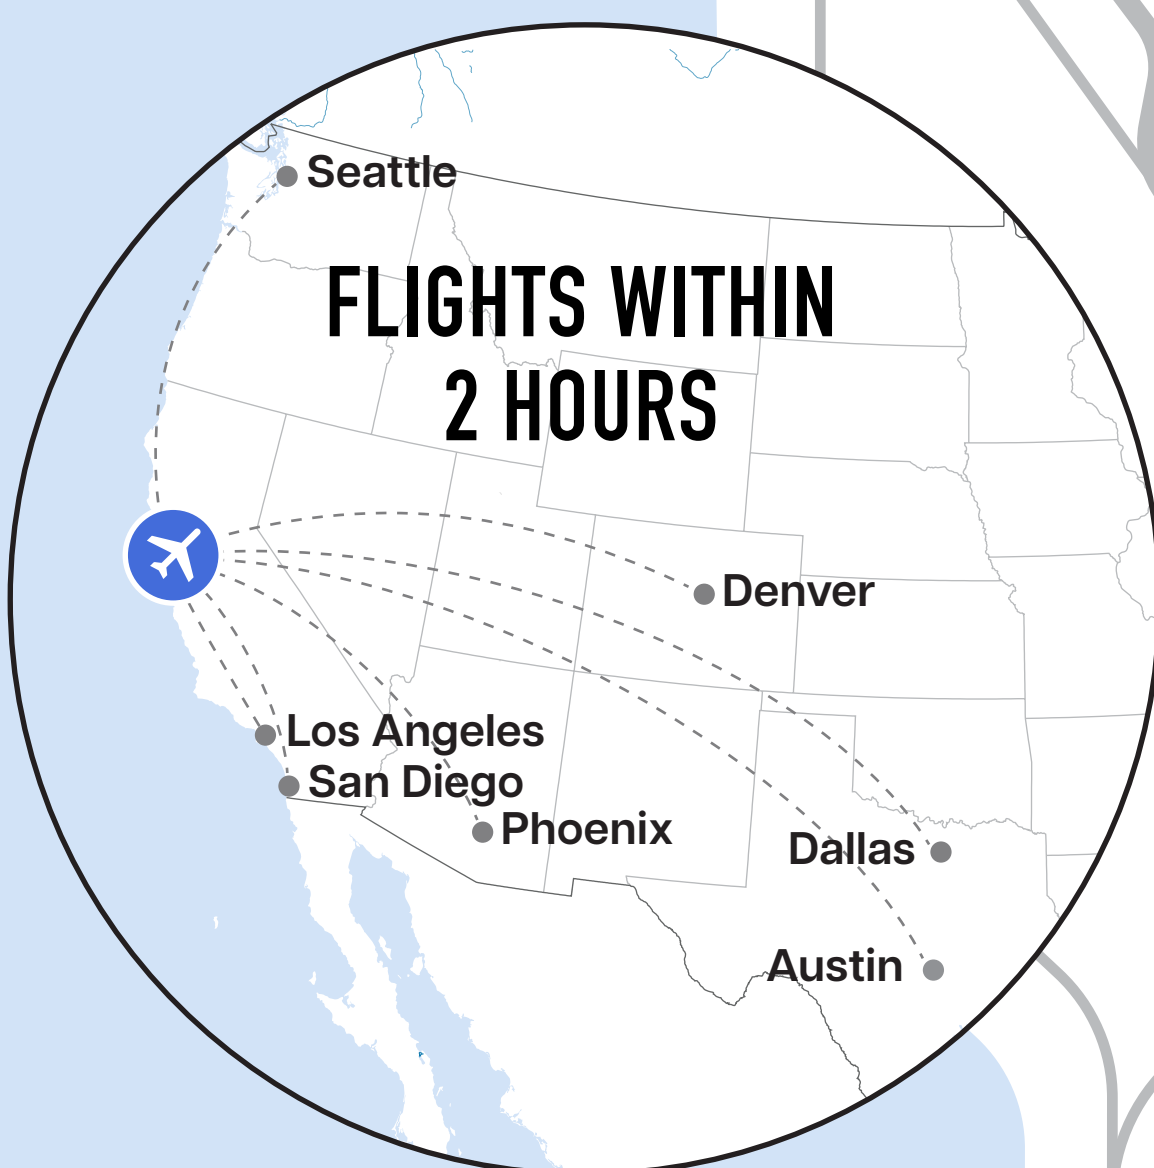 Seattle
FLIGHTS WITHIN
2 HOURS
Denver
Los Angeles
San Diego
Phoenix
Dallas
Austin